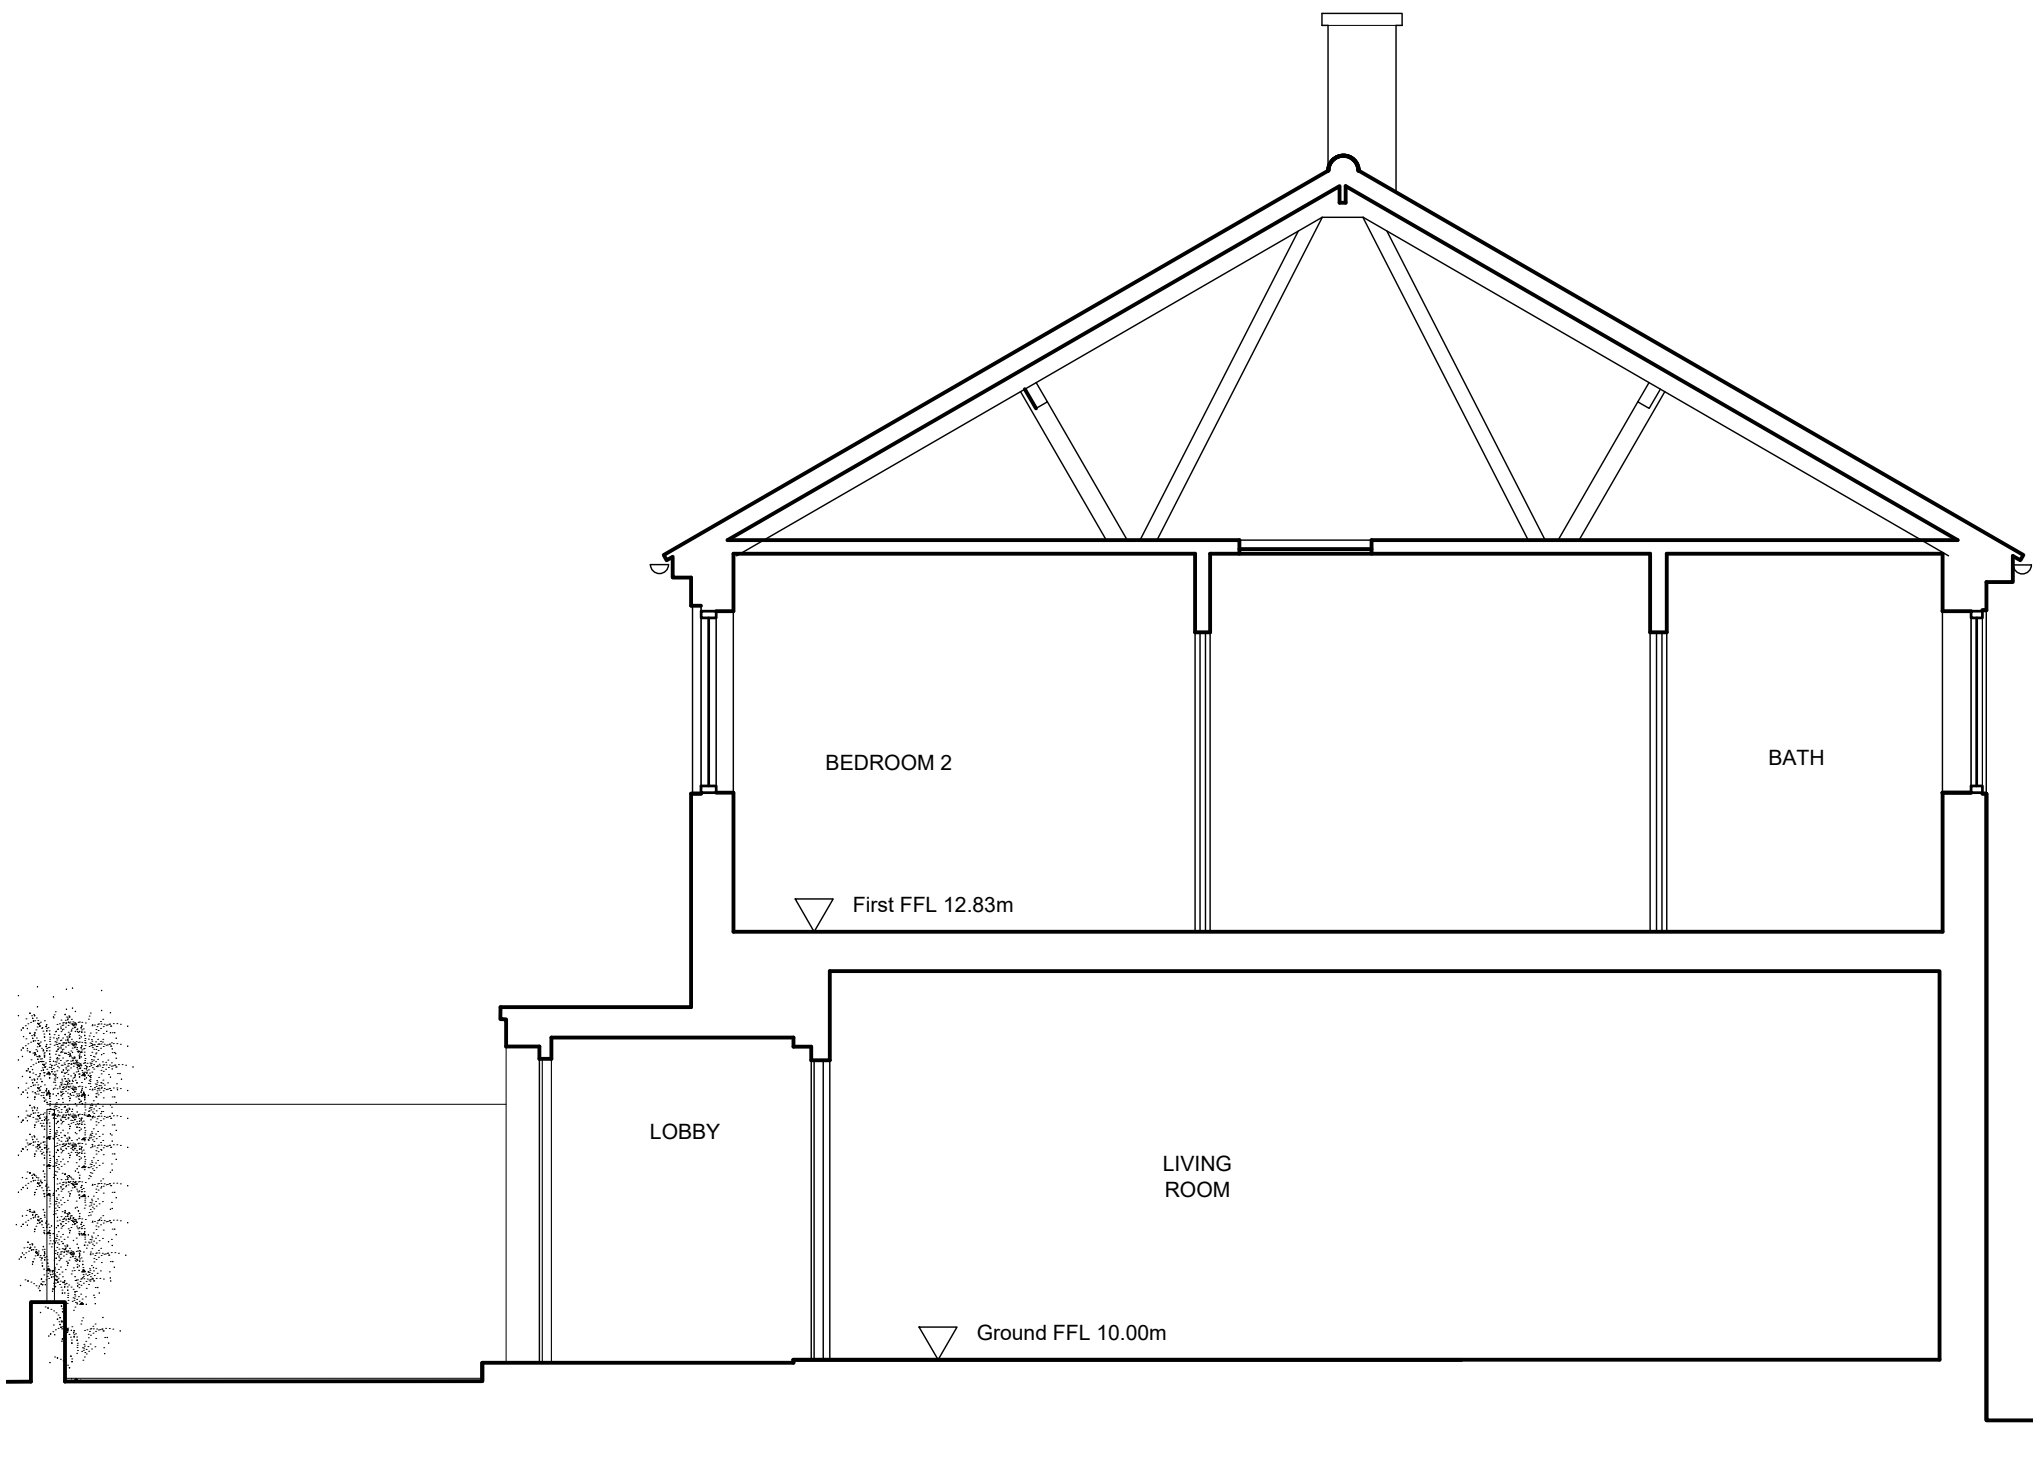 BEDROOM 2
BATH
First FFL 12.83m
LOBBY
LIVING
ROOM
Ground FFL 10.00m